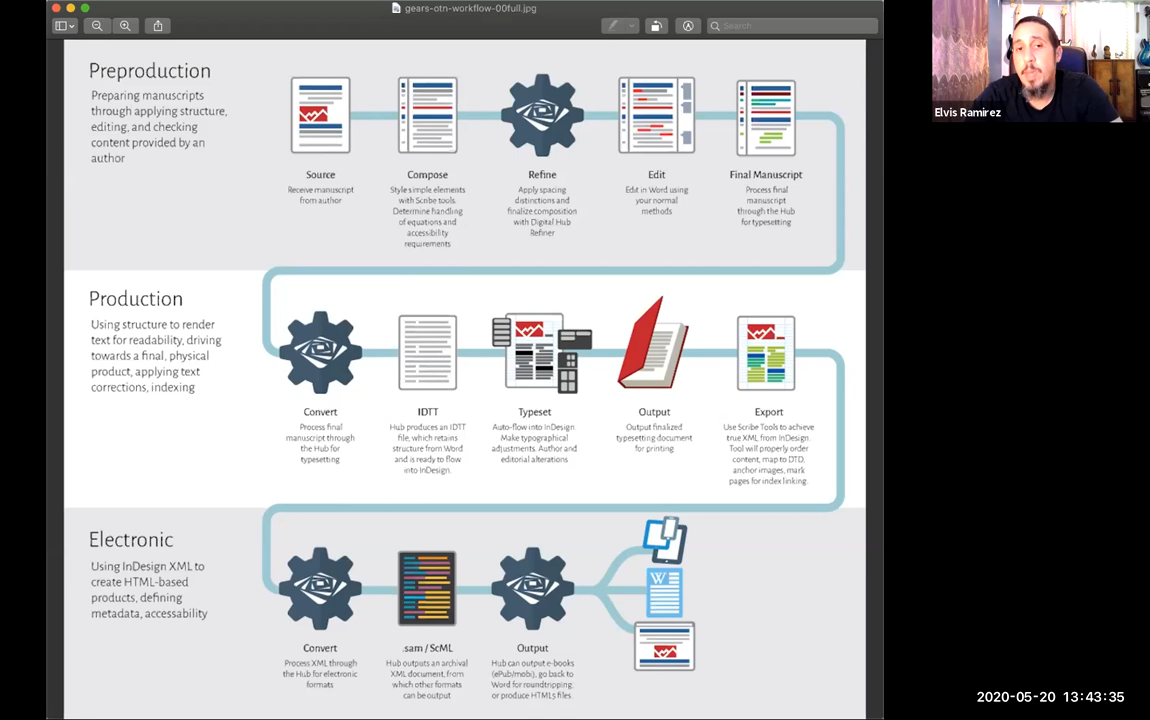 gears-otn-workflow-00full.jpg
Search
Elvis Ramirez
Preproduction
Preparing manuscripts
through applying structure,
editing, and checking
content provided by an
author
Source
Receive manuscript
from author
Compose
Style simple elements
with Scribe tools.
Determine handling
of equations and
accessibility
requirements
Refine
Apply spacing
distinctions and
finalize composition
with Digital Hub
Refiner
Edit
Edit in Word using
your normal
methods
Final Manuscript
Process final
manuscript
through the Hub
for typesetting
Production
Using structure to render
text for readability, driving
towards a final, physical
product, applying text
corrections, indexing
Convert
Process final
manuscript through
the Hub for
typesetting
IDTT
Hub produces an IDTT
file, which retains
structure from Word
and is ready to flow
into InDesign.
Typeset
Auto-flow into InDesign.
Make typographical
adjustments. Author and
editorial alterations
Output
Output finalized
typesetting document
for printing
Export
Use Scribe Tools to achieve
true XML from InDesign.
Tool will properly order
content, map to DTD,
anchor images, mark
pages for index linking.
Electronic
Using InDesign XML to
create HTML-based
products, defining
metadata, accessability
Convert
Process XML through
the Hub for electronic
formats
.sam / ScML
Hub outputs an archival
XML document, from
which other formats
can be output
Output
Hub can output e-books
(ePub/mobi), go back to
Word for roundtripping,
or produce HTML5 files.
W
2020-05-20 13:43:35